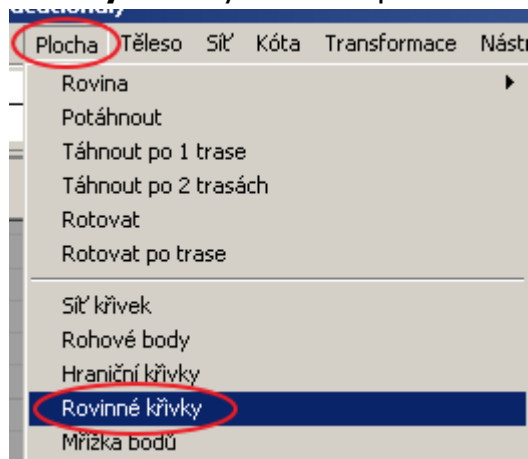 Plocha Těleso Síť Kóta Transformace
Rovina
Potáhnout
Táhnout po 1 trase
Táhnout po 2 trasách
Rotovat
Rotovat po trase
Síť křivek
Rohové body
Hraniční křivky
Rovinné křivky
Mřížka bodů